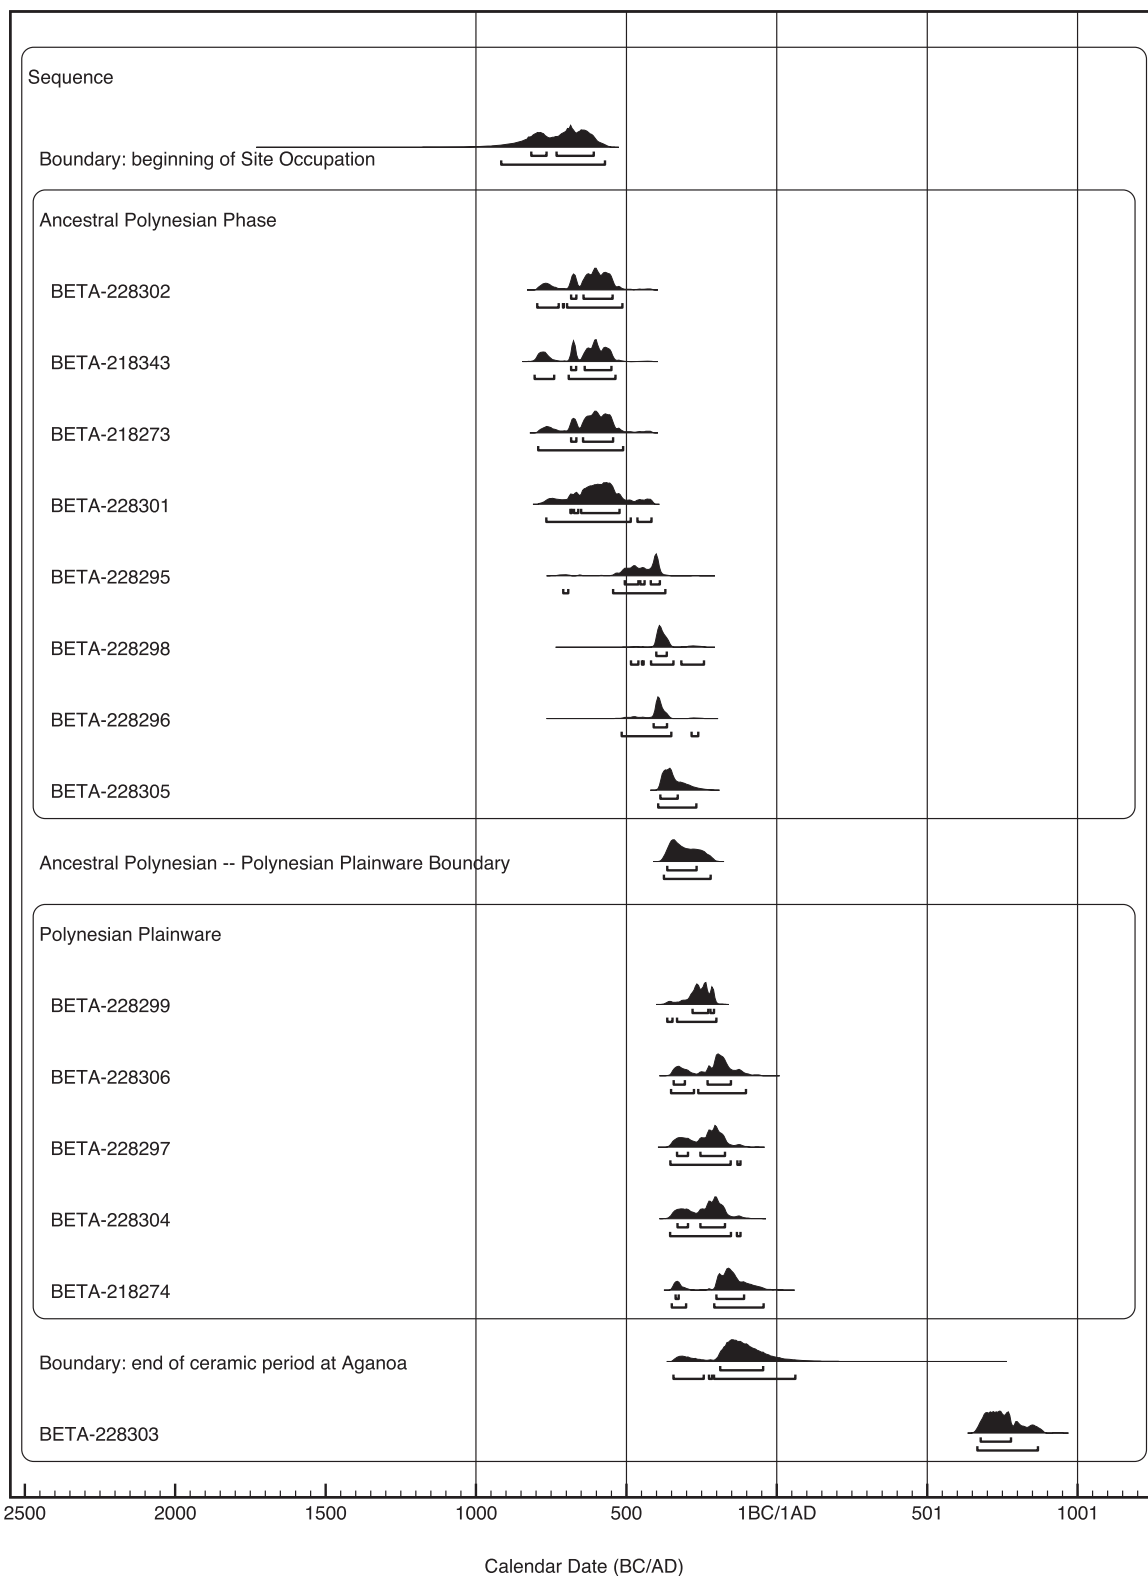 Sequence
Boundary: beginning of Site Occupation
Ancestral Polynesian Phase
BETA-228302
BETA-218343
BETA-218273
BETA-228301
BETA-228295
BETA-228298
BETA-228296
BETA-228305
Ancestral Polynesian -- Polynesian Plainware Boundary
Polynesian Plainware
BETA-228299
BETA-228306
BETA-228297
BETA-228304
BETA-218274
Boundary: end of ceramic period at Aganoa
BETA-228303
2500 2000 1500 1000 500 1BC/1AD 501 1001
Calendar Date (BC/AD)